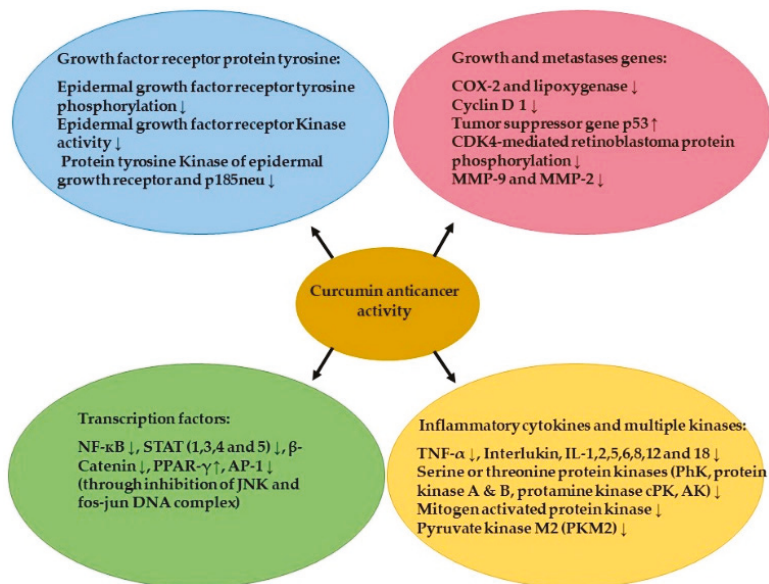 Growth factor receptor protein tyrosine:
Epidermal growth factor receptor tyrosine
phosphorylation ↓
Epidermal growth factor receptor Kinase
activity ↓
Protein tyrosine Kinase of epidermal
growth receptor and p185neu ↓
Growth and metastases genes:
COX-2 and lipoxygenase ↓
Cyclin D 1 ↓
Tumor suppressor gene p53 ↑
CDK4-mediated retinoblastoma protein
phosphorylation ↓
MMP-9 and MMP-2 ↓
Curcumin anticancer
activity
Transcription factors:
NF-κB ↓, STAT (1,3,4 and 5) ↓, β-
Catenin ↓, PPAR-γ ↑, AP-1 ↓
(through inhibition of JNK and
fos-jun DNA complex)
Inflammatory cytokines and multiple kinases:
TNF-α ↓, Interlukin, IL-1,2,5,6,8,12 and 18 ↓
Serine or threonine protein kinases (PhK, protein
kinase A & B, protamine kinase cPK, AK) ↓
Mitogen activated protein kinase ↓
Pyruvate kinase M2 (PKM2) ↓